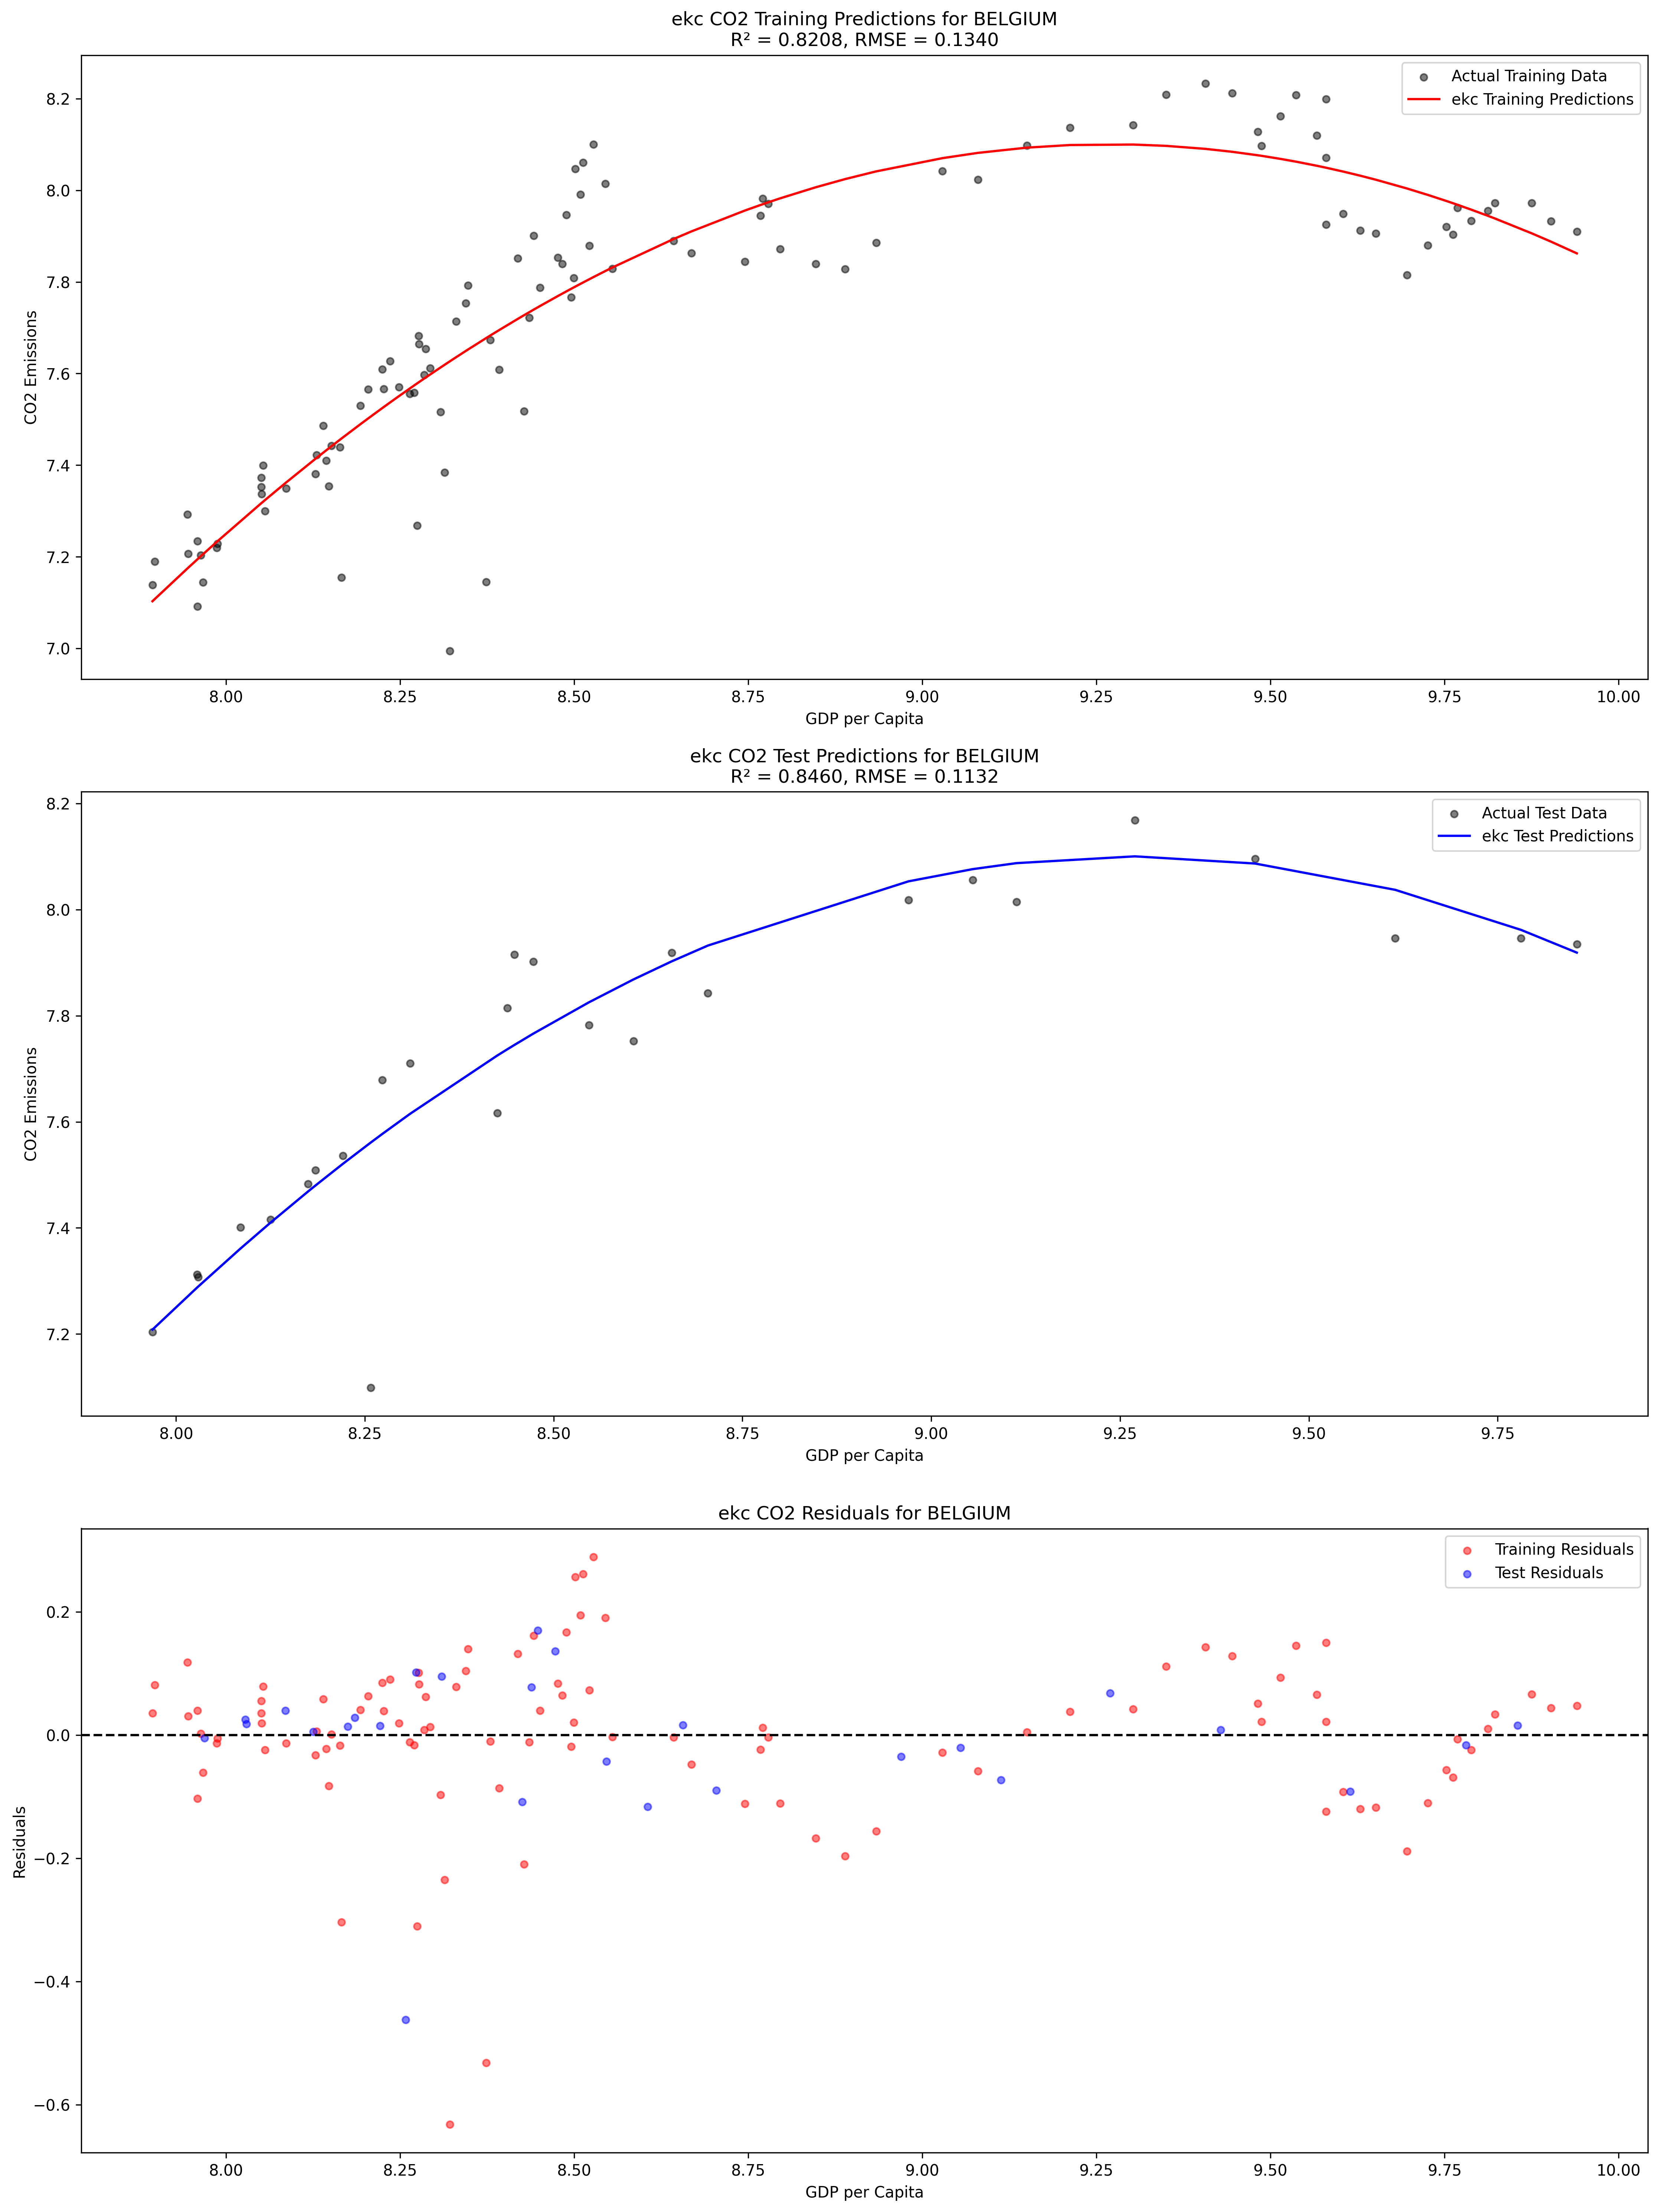 ekc CO2 Training Predictions for BELGIUM
R² = 0.8208, RMSE = 0.1340
Actual Training Data
ekc Training Predictions
CO2 Emissions
8.2
8.0
7.8
7.6
7.4
7.2
7.0
8.00 8.25 8.50 8.75 9.00 9.25 9.50 9.75 10.00
GDP per Capita
ekc CO2 Test Predictions for BELGIUM
R² = 0.8460, RMSE = 0.1132
Actual Test Data
ekc Test Predictions
CO2 Emissions
8.2
8.0
7.8
7.6
7.4
7.2
8.00 8.25 8.50 8.75 9.00 9.25 9.50 9.75
GDP per Capita
ekc CO2 Residuals for BELGIUM
Training Residuals
Test Residuals
Residuals
0.2
0.0
−0.2
−0.4
−0.6
8.00 8.25 8.50 8.75 9.00 9.25 9.50 9.75 10.00
GDP per Capita